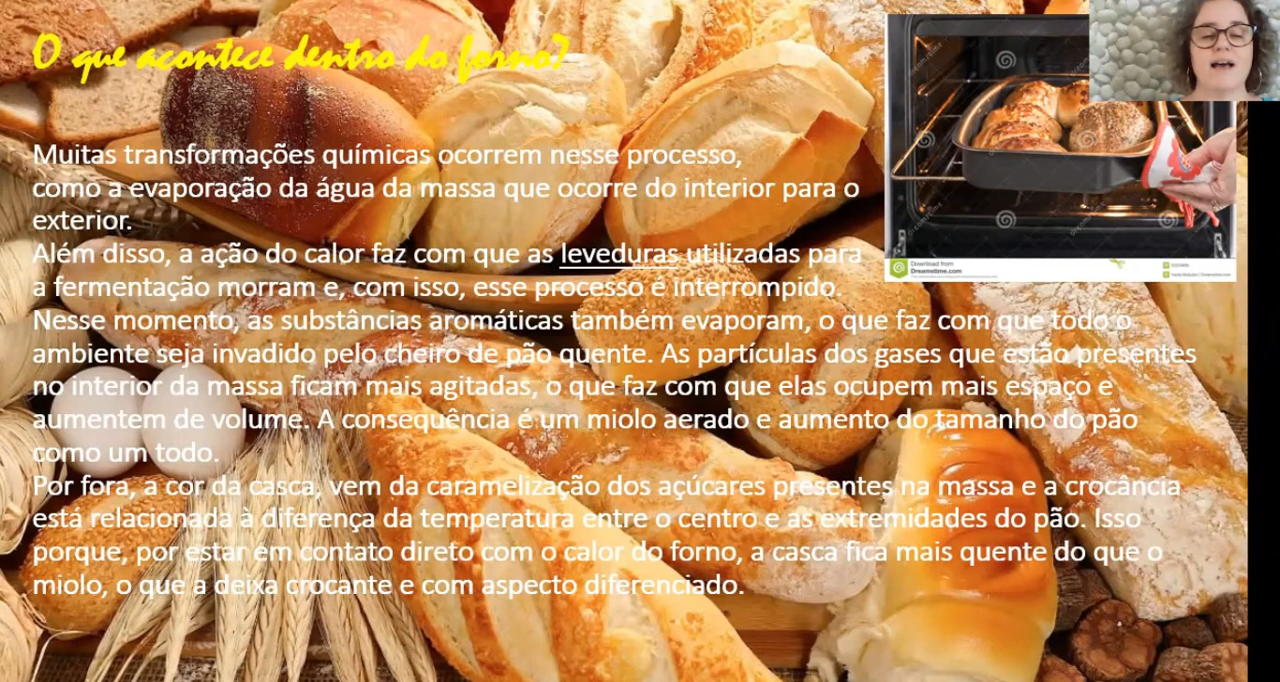 O que acontece dentro do forno?
Muitas transformações químicas ocorrem nesse processo,
como a evaporação da água da massa que ocorre do interior para o
exterior.
Além disso, a ação do calor faz com que as leveduras utilizadas para
a fermentação morram e, com isso, esse processo é interrompido.
Nesse momento, as substâncias aromáticas também evaporam, o que faz com que todo o
ambiente seja invadido pelo cheiro de pão quente. As partículas dos gases que estão presentes
no interior da massa ficam mais agitadas, o que faz com que elas ocupem mais espaço e
aumentem de volume. A consequência é um miolo aerado e aumento do tamanho do pão
como um todo.
Por fora, a cor da casca, vem da caramelização dos açúcares presentes na massa e a crocância
está relacionada à diferença da temperatura entre o centro e as extremidades do pão. Isso
porque, por estar em contato direto com o calor do forno, a casca fica mais quente do que o
miolo, o que a deixa crocante e com aspecto diferenciado.
Download from
Dreamstime.com